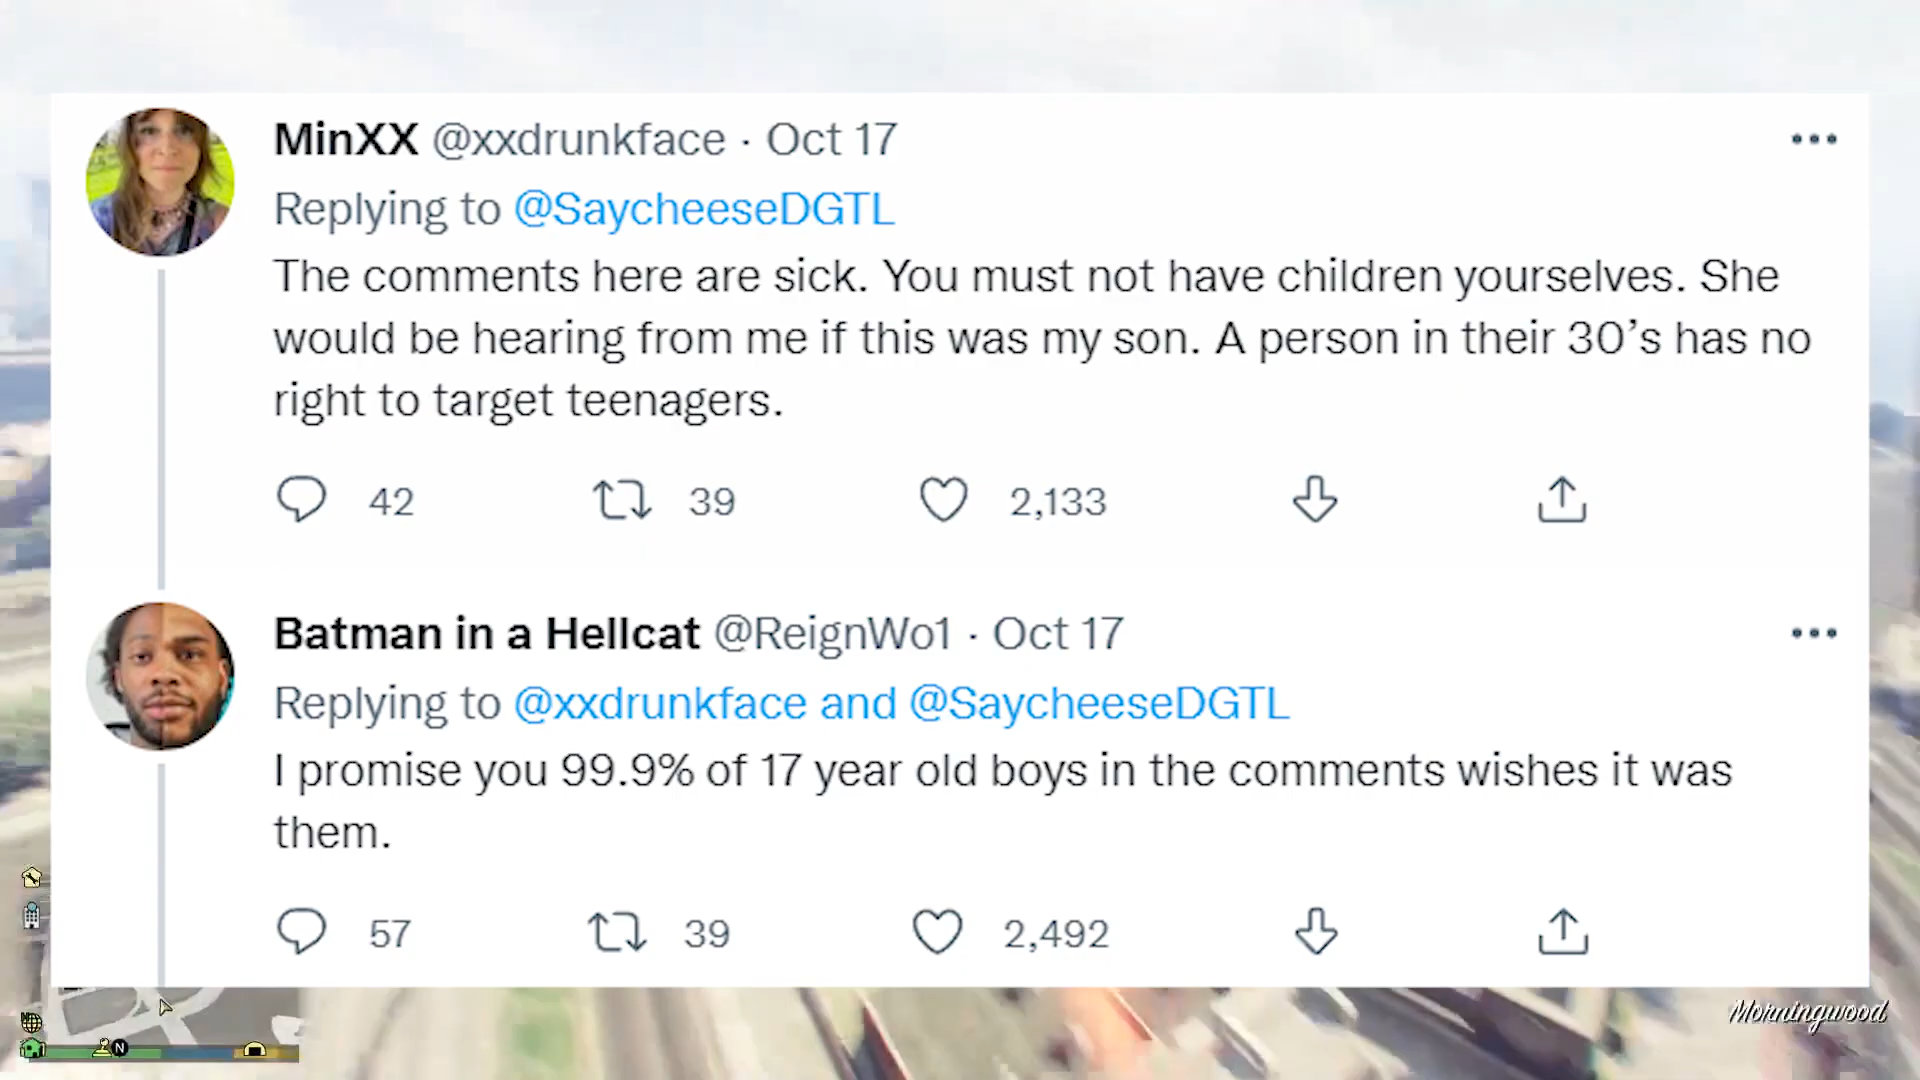 MinXX @xxdrunkface · Oct 17
Replying to @SaycheeseDGTL
The comments here are sick. You must not have children yourselves. She
would be hearing from me if this was my son. A person in their 30's has no
right to target teenagers.
42 39 2,133
Batman in a Hellcat @ReignWo1 · Oct 17
Replying to @xxdrunkface and @SaycheeseDGTL
I promise you 99.9% of 17 year old boys in the comments wishes it was
them.
57 39 2,492
Morningwood
N